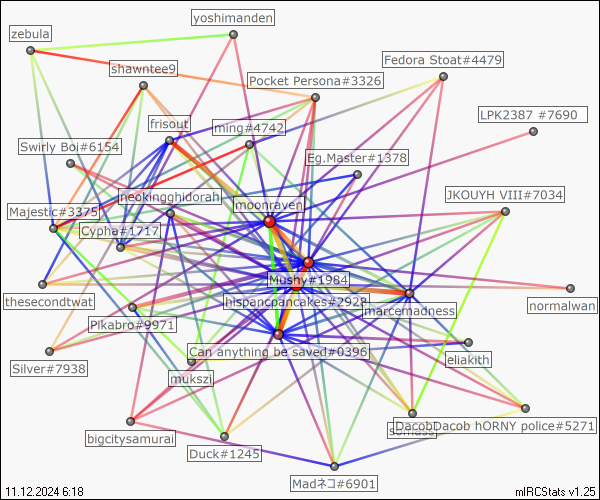 yoshimanden
zebula
Fedora Stoat#4479
shawntee9
Pocket Persona#3326
LPK2387 #7690
frisout
ming#4742
Swirly Boi#6154
Eg.Master#1378
neokingghidorah
JKOUYH VIII#7034
moonraven
Majestic#3375
Cypha#1717
Mushy#1984
thesecondtwat
hispancpancakes#2928
normalwan
marcemadness
Pikabro#9971
Can anything be saved#0396
eliakith
Silver#7938
mukszi
DacobDacob hORNY police#5271
bigcitysamurai
Duck#1245
Madネコ#6901
11.12.2024 6:18
mIRCStats v1.25